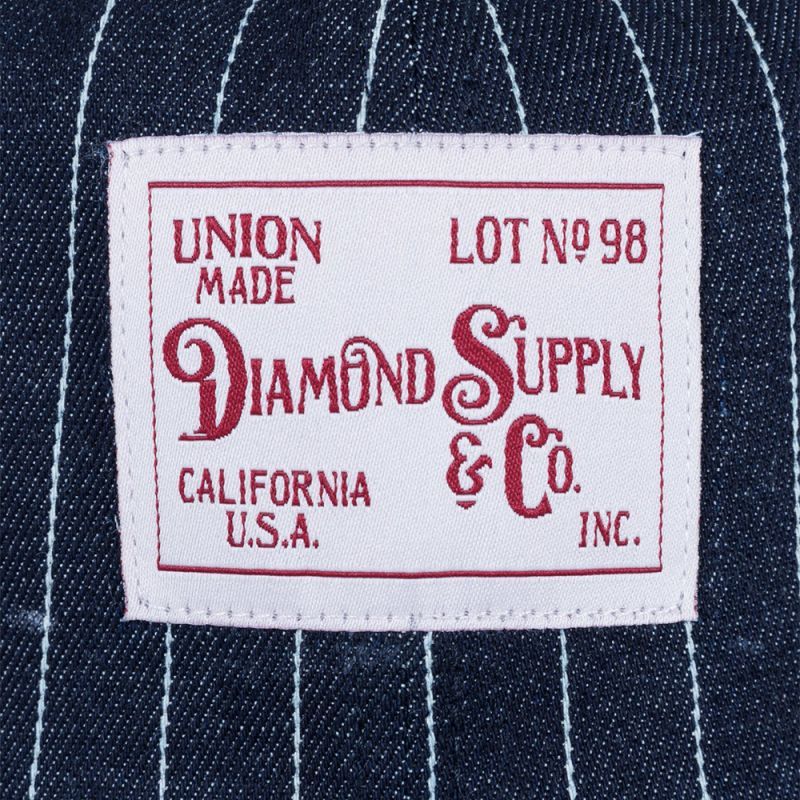 UNION
MADE
LOT Nº 98
DIAMOND SUPPLY
& CO.
CALIFORNIA
U.S.A.
INC.